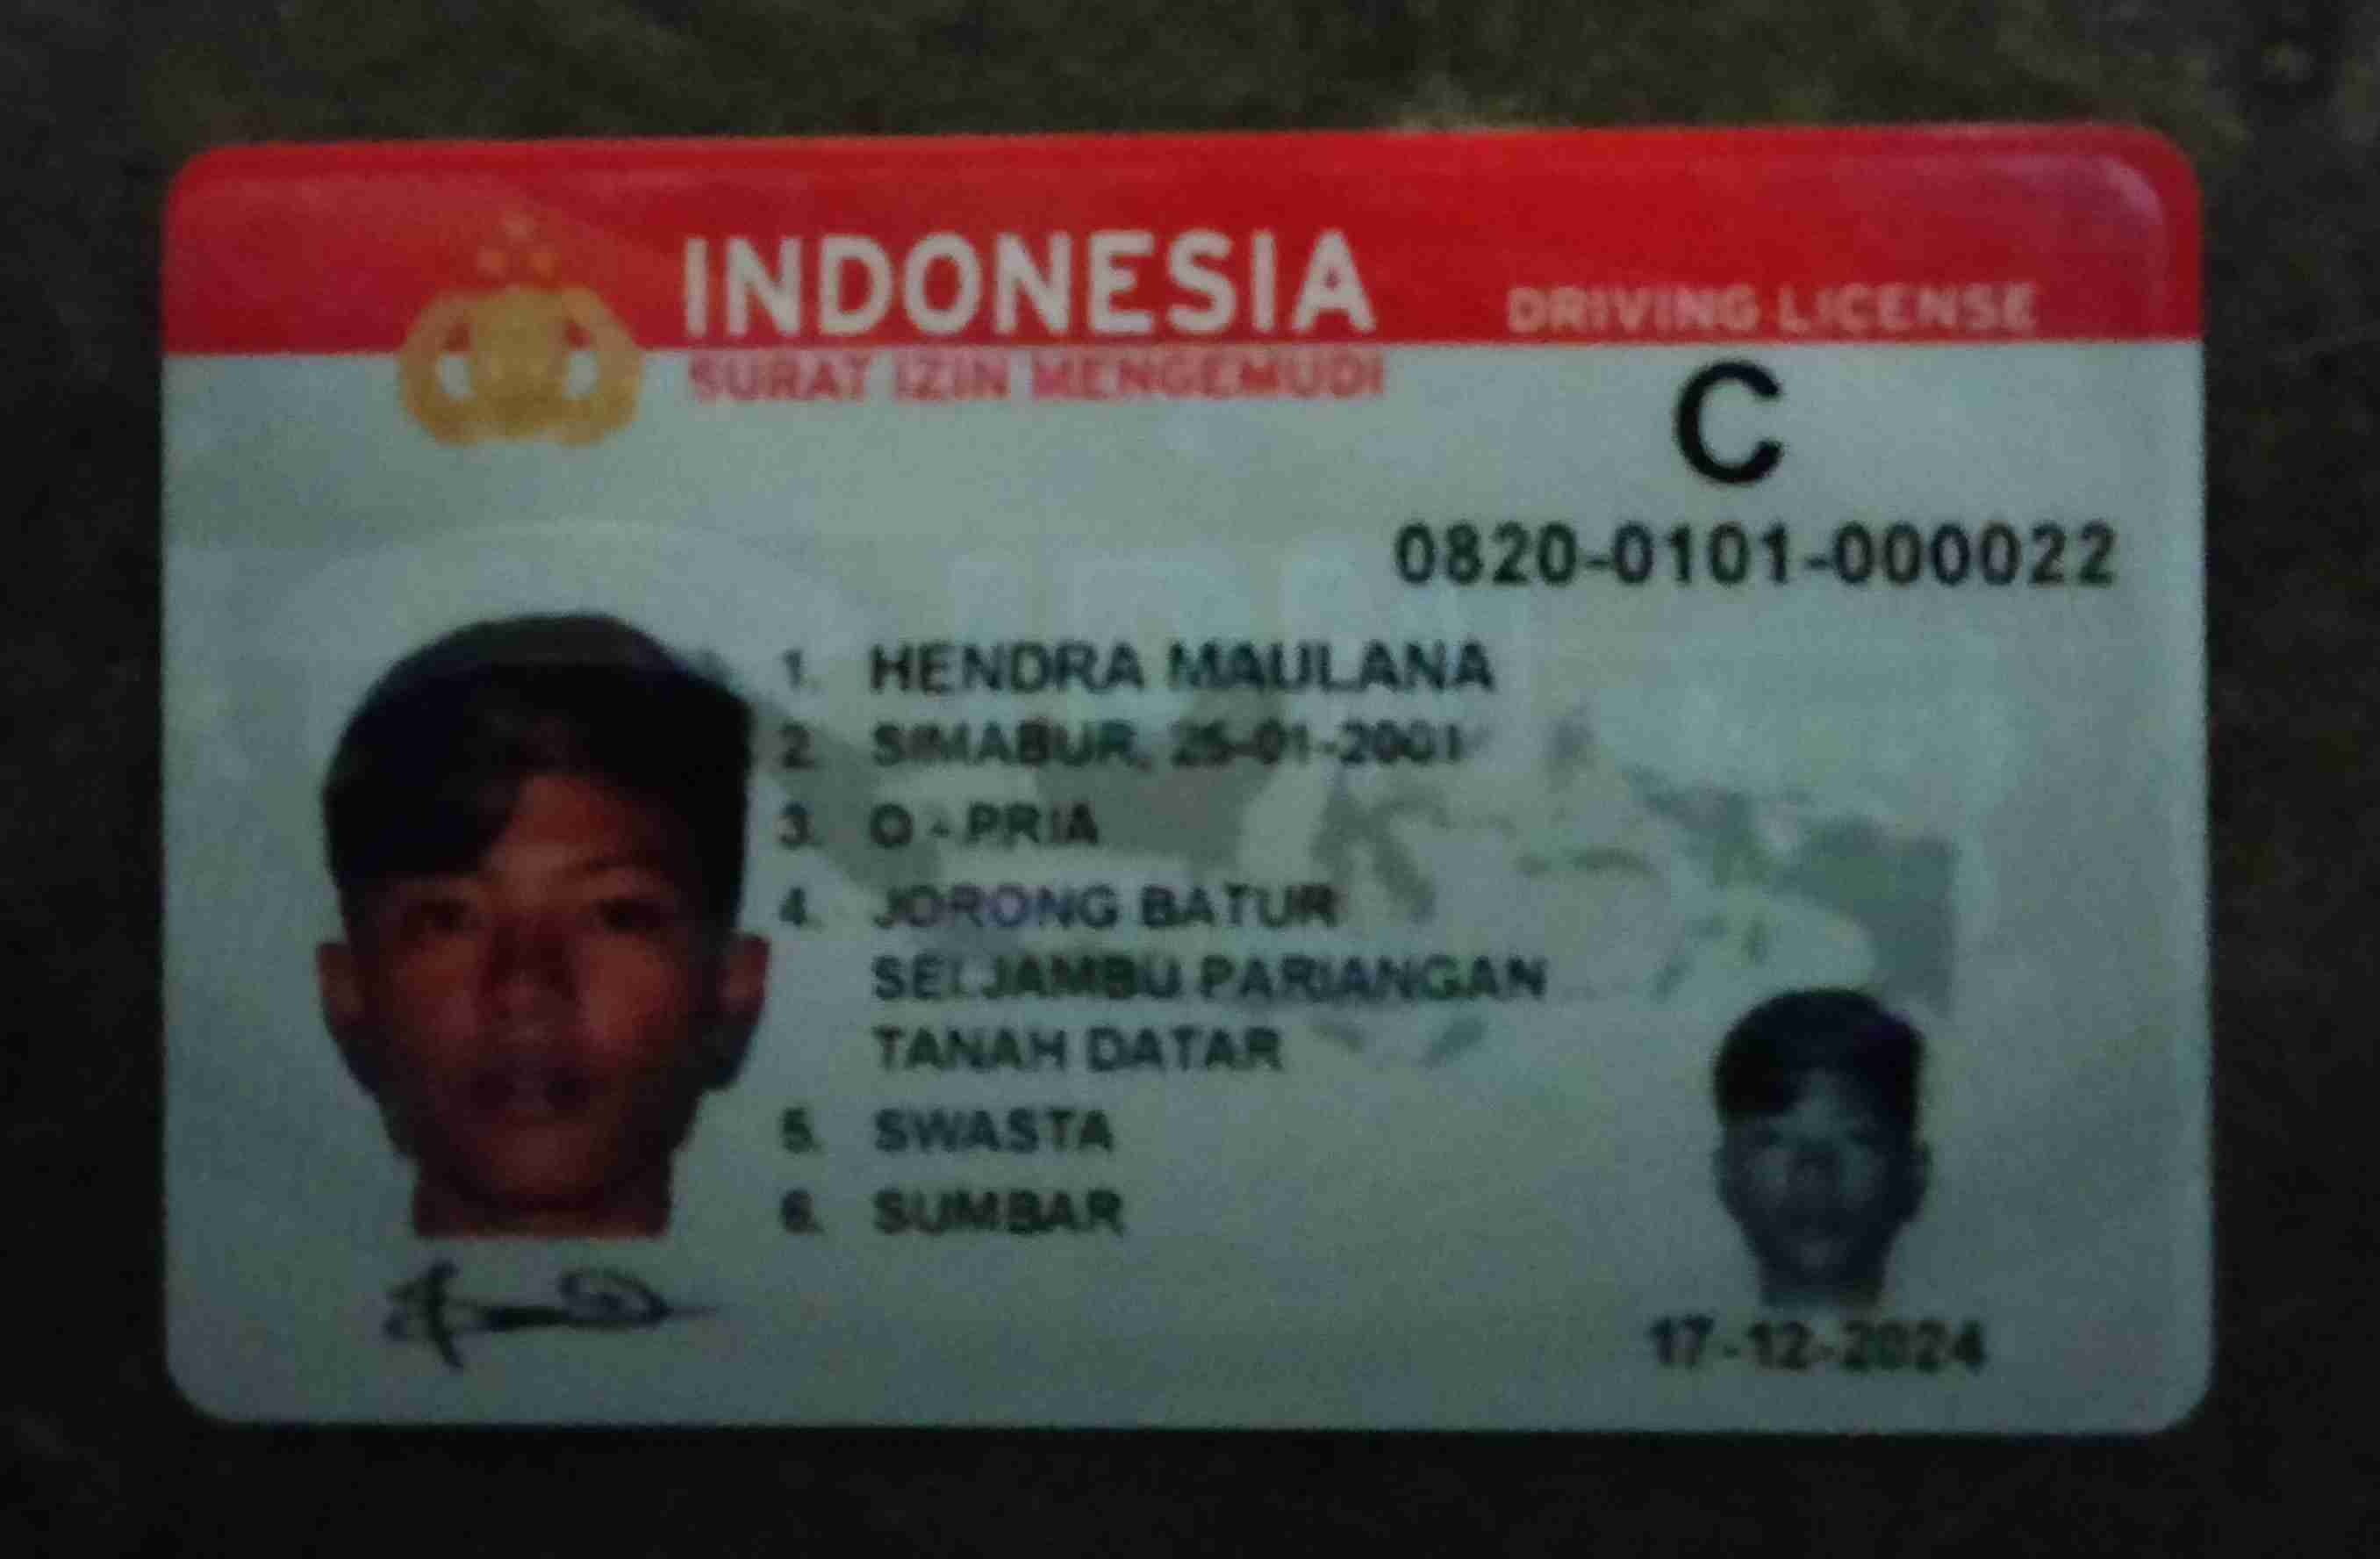 INDONESIA
DRIVING LICENSE
SURAT IZIN MENGEMUDI
C
0820-0101-000022
1. HENDRA MAULANA
2. SIMABUR, 25-01-2001
3. O - PRIA
4. JORONG BATUR
SEI JAMBU PARIANGAN
TANAH DATAR
5. SWASTA
6. SUMBAR
17-12-2024